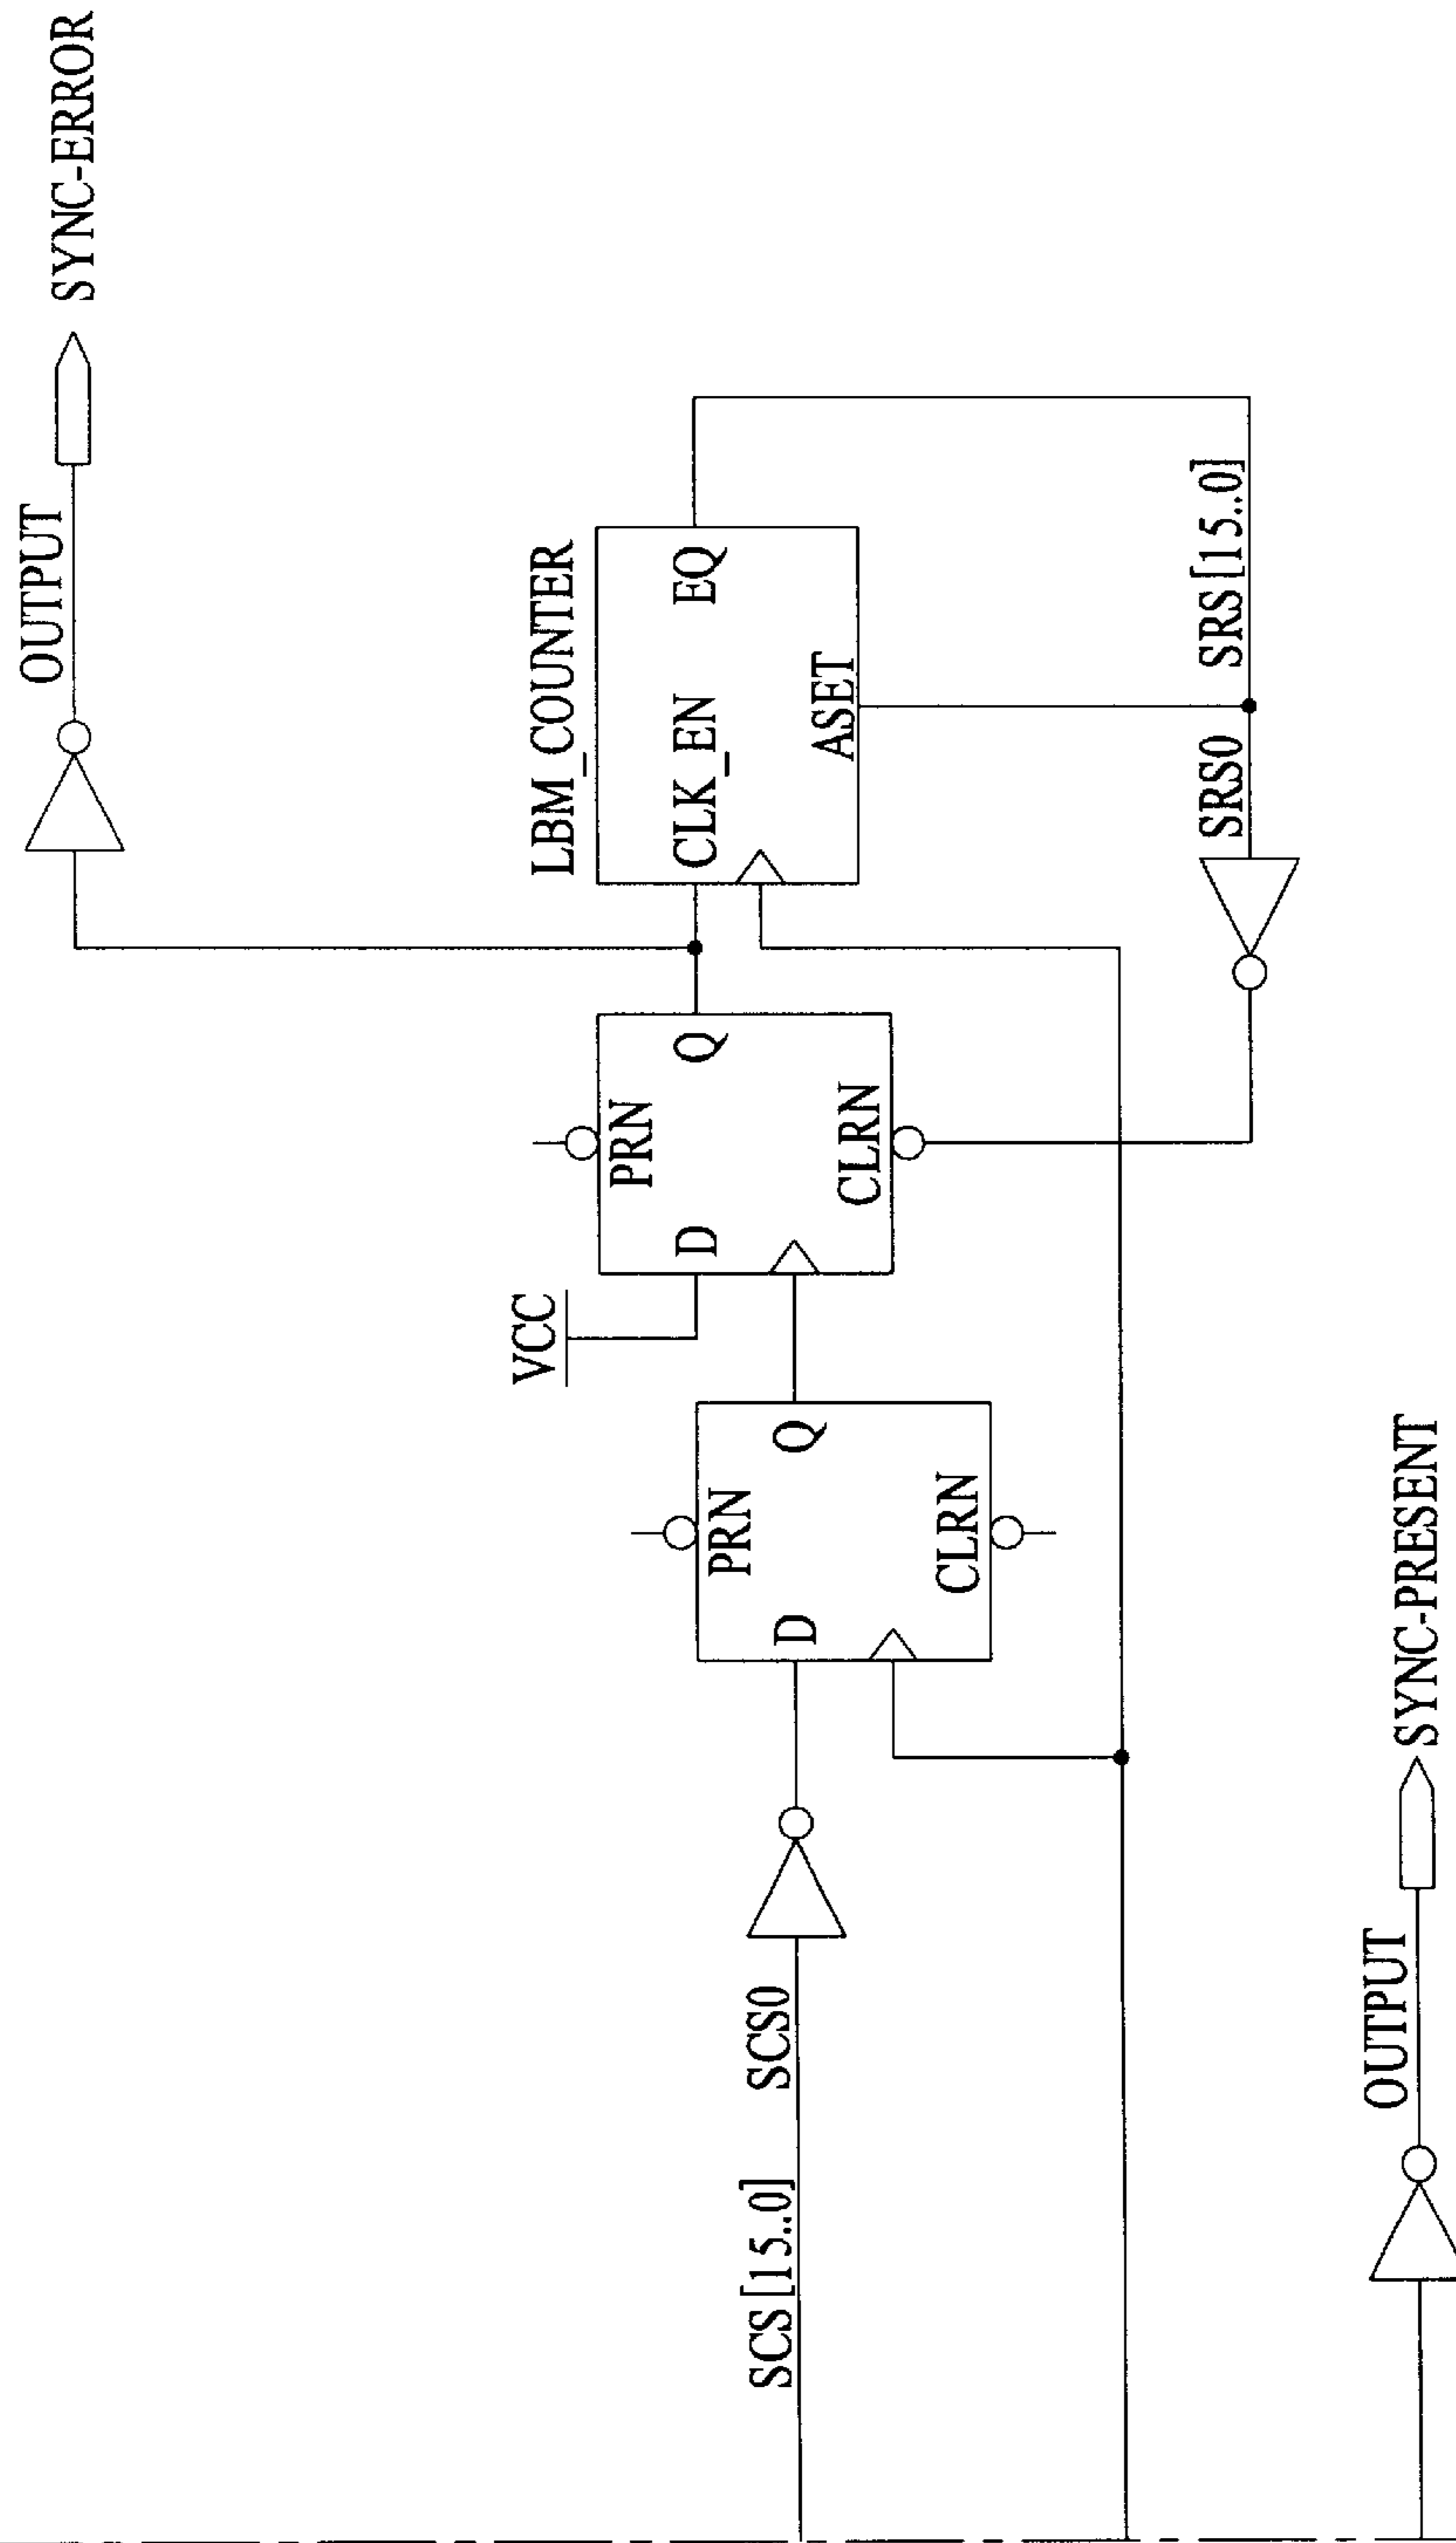 OUTPUT
SYNC-ERROR
LBM_COUNTER
VCC
PRN
D
Q
CLRN
CLK_EN
EQ
ASET
SCS [15..0]
SCS0
PRN
D
Q
CLRN
SRS0
SRS [15..0]
OUTPUT
SYNC-PRESENT